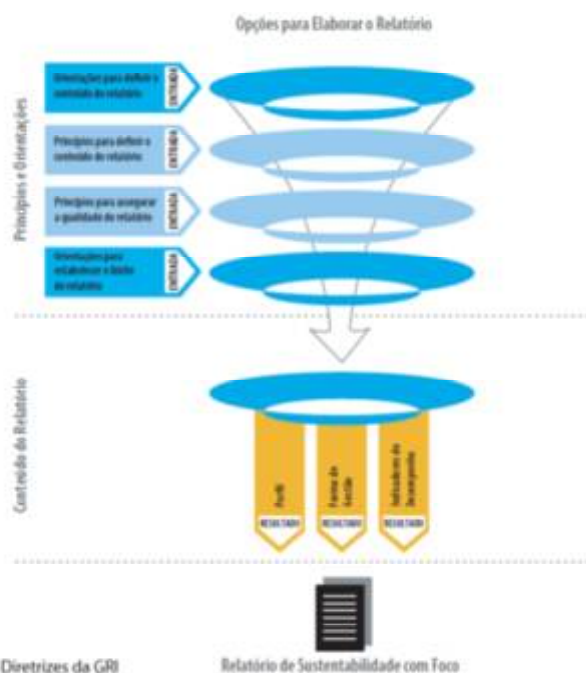 Opções para Elaborar o Relatório
Princípios e Orientações
Orientações para definir o
conteúdo do relatório
ENTRADA
Princípios para definir o
conteúdo do relatório
ENTRADA
Princípios para assegurar
a qualidade do relatório
ENTRADA
Orientações para
estabelecer o limite
do relatório
ENTRADA
Conteúdo do Relatório
Perfil
RESULTADO
Forma de
Gestão
RESULTADO
Indicadores de
Desempenho
RESULTADO
Diretrizes da GRI
Relatório de Sustentabilidade com Foco